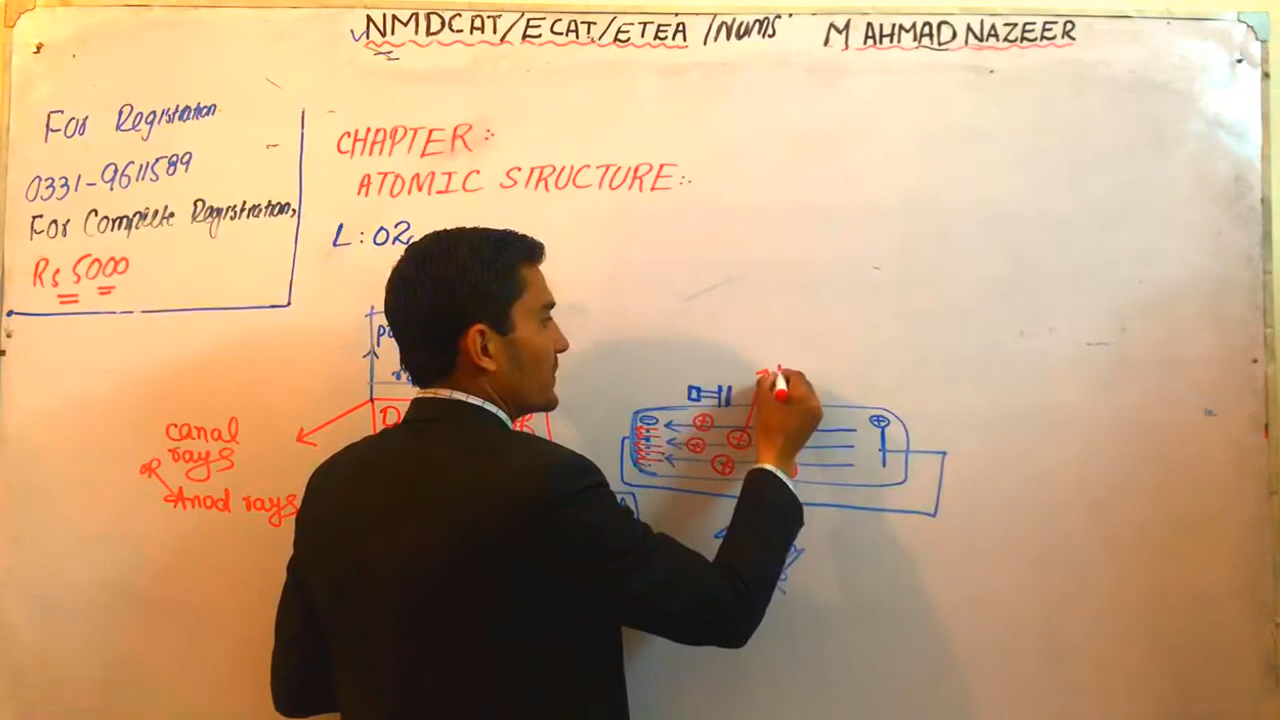 NMDCAT/ECAT/ETEA/NUMS M AHMAD NAZEER
For Registration
0331-9611589
For Complete Registration,
Rs 5000
CHAPTER:
ATOMIC STRUCTURE:
L:02
canal
rays
OR
Anod rays